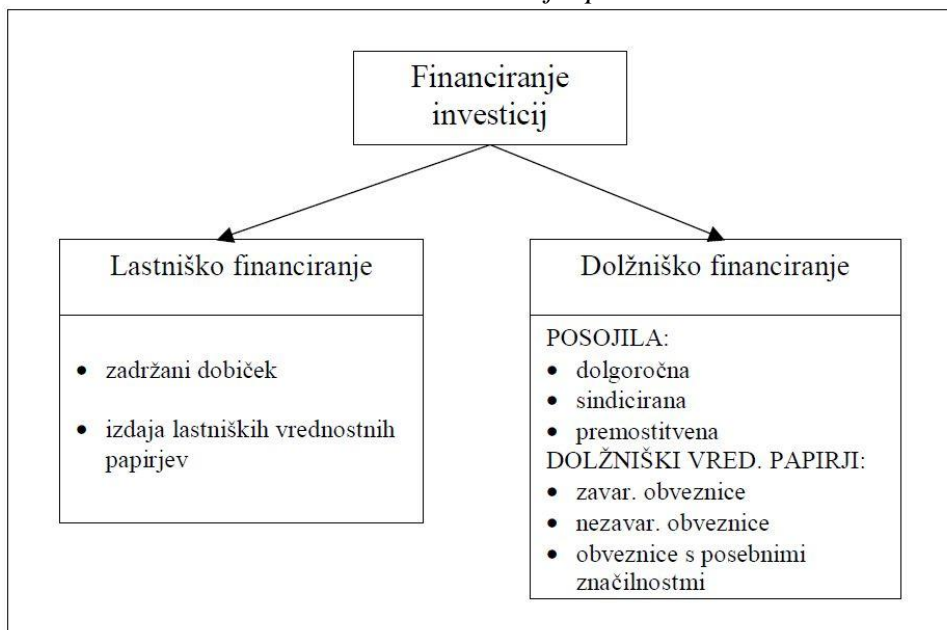 Financiranje
investicij
Lastniško financiranje
• zadržani dobiček
• izdaja lastniških vrednostnih
papirjev
Dolžniško financiranje
POSOJILA:
• dolgoročna
• sindicirana
• premostitvena
DOLŽNIŠKI VRED. PAPIRJI:
• zavar. obveznice
• nezavar. obveznice
• obveznice s posebnimi
značilnostmi